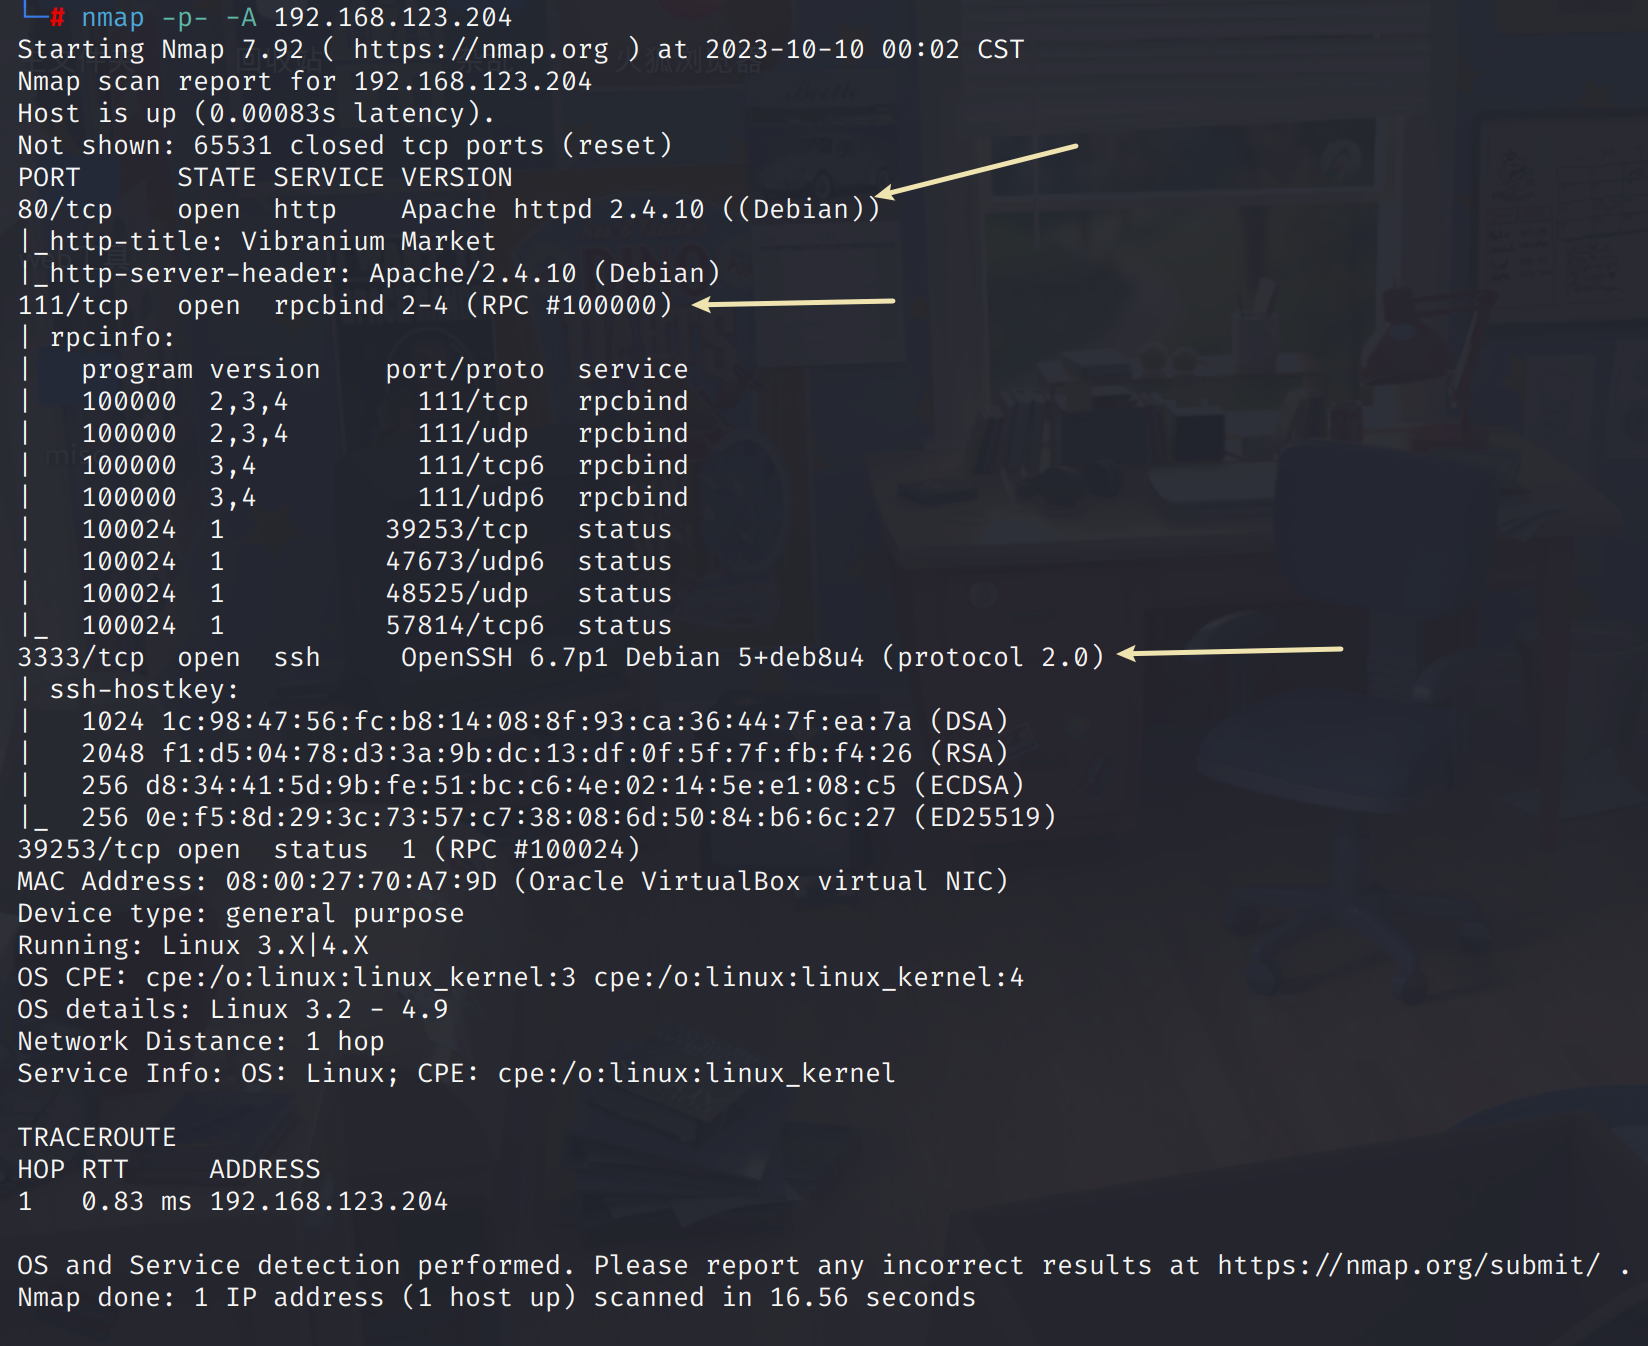 └─# nmap -p- -A 192.168.123.204
Starting Nmap 7.92 ( https://nmap.org ) at 2023-10-10 00:02 CST
Nmap scan report for 192.168.123.204
Host is up (0.00083s latency).
Not shown: 65531 closed tcp ports (reset)
PORT      STATE SERVICE VERSION
80/tcp    open  http    Apache httpd 2.4.10 ((Debian))
|_http-title: Vibranium Market
|_http-server-header: Apache/2.4.10 (Debian)
111/tcp   open  rpcbind 2-4 (RPC #100000)
| rpcinfo:
|   program version    port/proto  service
|   100000  2,3,4        111/tcp   rpcbind
|   100000  2,3,4        111/udp   rpcbind
|   100000  3,4          111/tcp6  rpcbind
|   100000  3,4          111/udp6  rpcbind
|   100024  1          39253/tcp   status
|   100024  1          47673/udp6  status
|   100024  1          48525/udp   status
|_  100024  1          57814/tcp6  status
3333/tcp  open  ssh     OpenSSH 6.7p1 Debian 5+deb8u4 (protocol 2.0)
| ssh-hostkey:
|   1024 1c:98:47:56:fc:b8:14:08:8f:93:ca:36:44:7f:ea:7a (DSA)
|   2048 f1:d5:04:78:d3:3a:9b:dc:13:df:0f:5f:7f:fb:f4:26 (RSA)
|   256 d8:34:41:5d:9b:fe:51:bc:c6:4e:02:14:5e:e1:08:c5 (ECDSA)
|_  256 0e:f5:8d:29:3c:73:57:c7:38:08:6d:50:84:b6:6c:27 (ED25519)
39253/tcp open  status  1 (RPC #100024)
MAC Address: 08:00:27:70:A7:9D (Oracle VirtualBox virtual NIC)
Device type: general purpose
Running: Linux 3.X|4.X
OS CPE: cpe:/o:linux:linux_kernel:3 cpe:/o:linux:linux_kernel:4
OS details: Linux 3.2 - 4.9
Network Distance: 1 hop
Service Info: OS: Linux; CPE: cpe:/o:linux:linux_kernel
TRACEROUTE
HOP RTT     ADDRESS
1   0.83 ms 192.168.123.204
OS and Service detection performed. Please report any incorrect results at https://nmap.org/submit/ .
Nmap done: 1 IP address (1 host up) scanned in 16.56 seconds